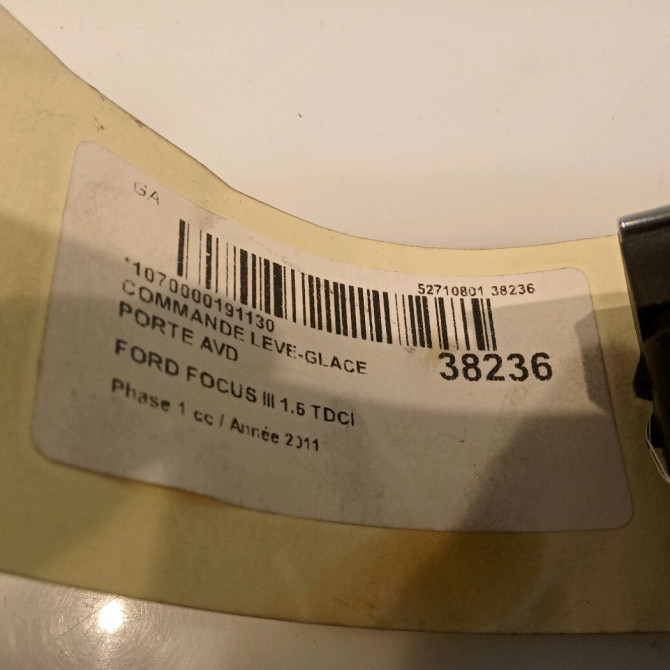 GA
52710801 38236
*1070000191130
COMMANDE LEVE-GLACE
PORTE AVD
38236
FORD FOCUS III 1.6 TDCI
Phase 1 cc / Année 2011